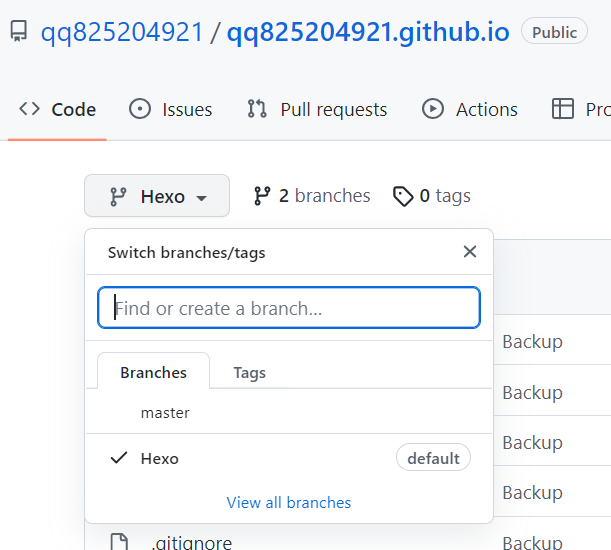 qq825204921 / qq825204921.github.io Public
Code Issues Pull requests Actions Pro
Hexo 2 branches 0 tags
Switch branches/tags
Find or create a branch...
Backup
Branches Tags
Backup
master
Backup
Hexo default
Backup
View all branches
.gitignore